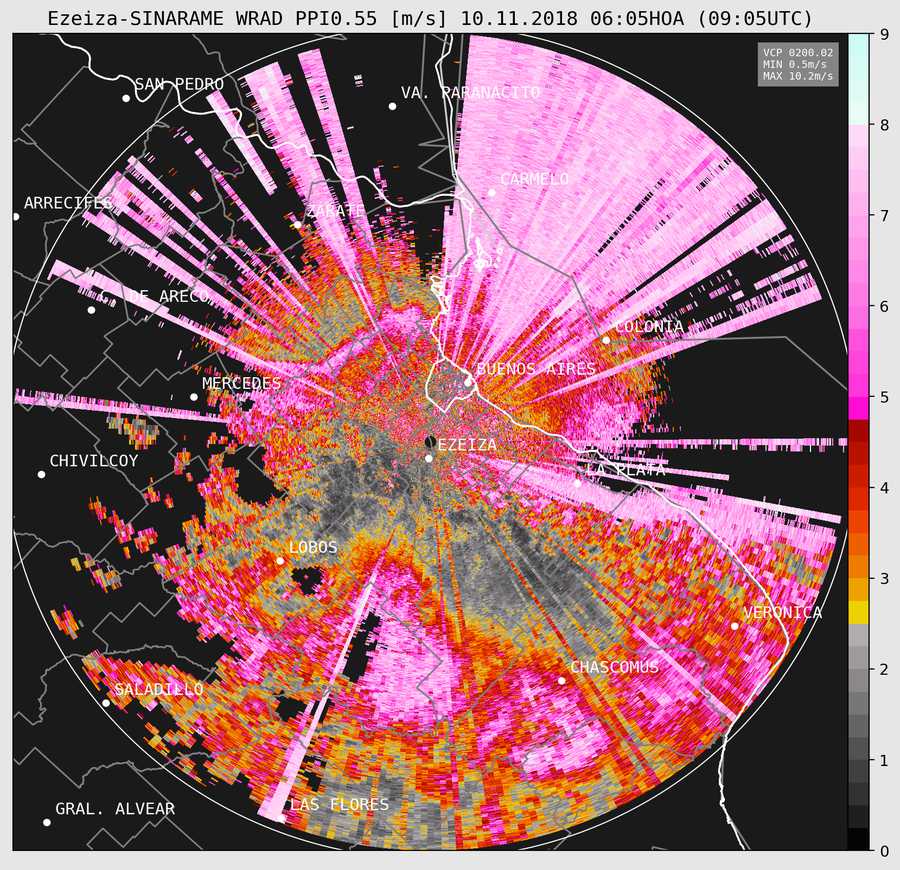 Ezeiza-SINARAME WRAD PPI0.55 [m/s] 10.11.2018 06:05HOA (09:05UTC)
VCP 0200.02
MIN 0.5m/s
MAX 10.2m/s
9
8
7
6
5
4
3
2
1
0
SAN PEDRO
VA. PARANACITO
CARMELO
ARRECIFES
ZARATE
DE ARECO
COLONIA
BUENOS AIRES
MERCEDES
EZEIZA
CHIVILCOY
LA PLATA
LOBOS
VERONICA
CHASCOMUS
SALADILLO
LAS FLORES
GRAL. ALVEAR